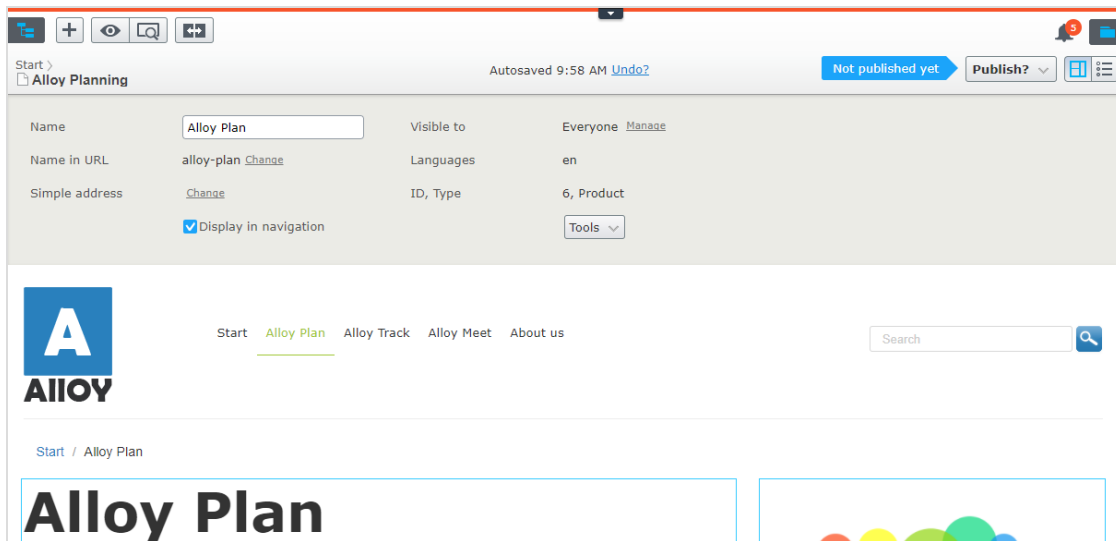 5
Start
Alloy Planning
Autosaved 9:58 AM Undo?
Not published yet
Publish?
Name
Alloy Plan
Visible to
Everyone Manage
Name in URL
alloy-plan Change
Languages
en
Simple address
Change
ID, Type
6, Product
Display in navigation
Tools
A
Alloy
Start Alloy Plan Alloy Track Alloy Meet About us
Search
Start / Alloy Plan
Alloy Plan